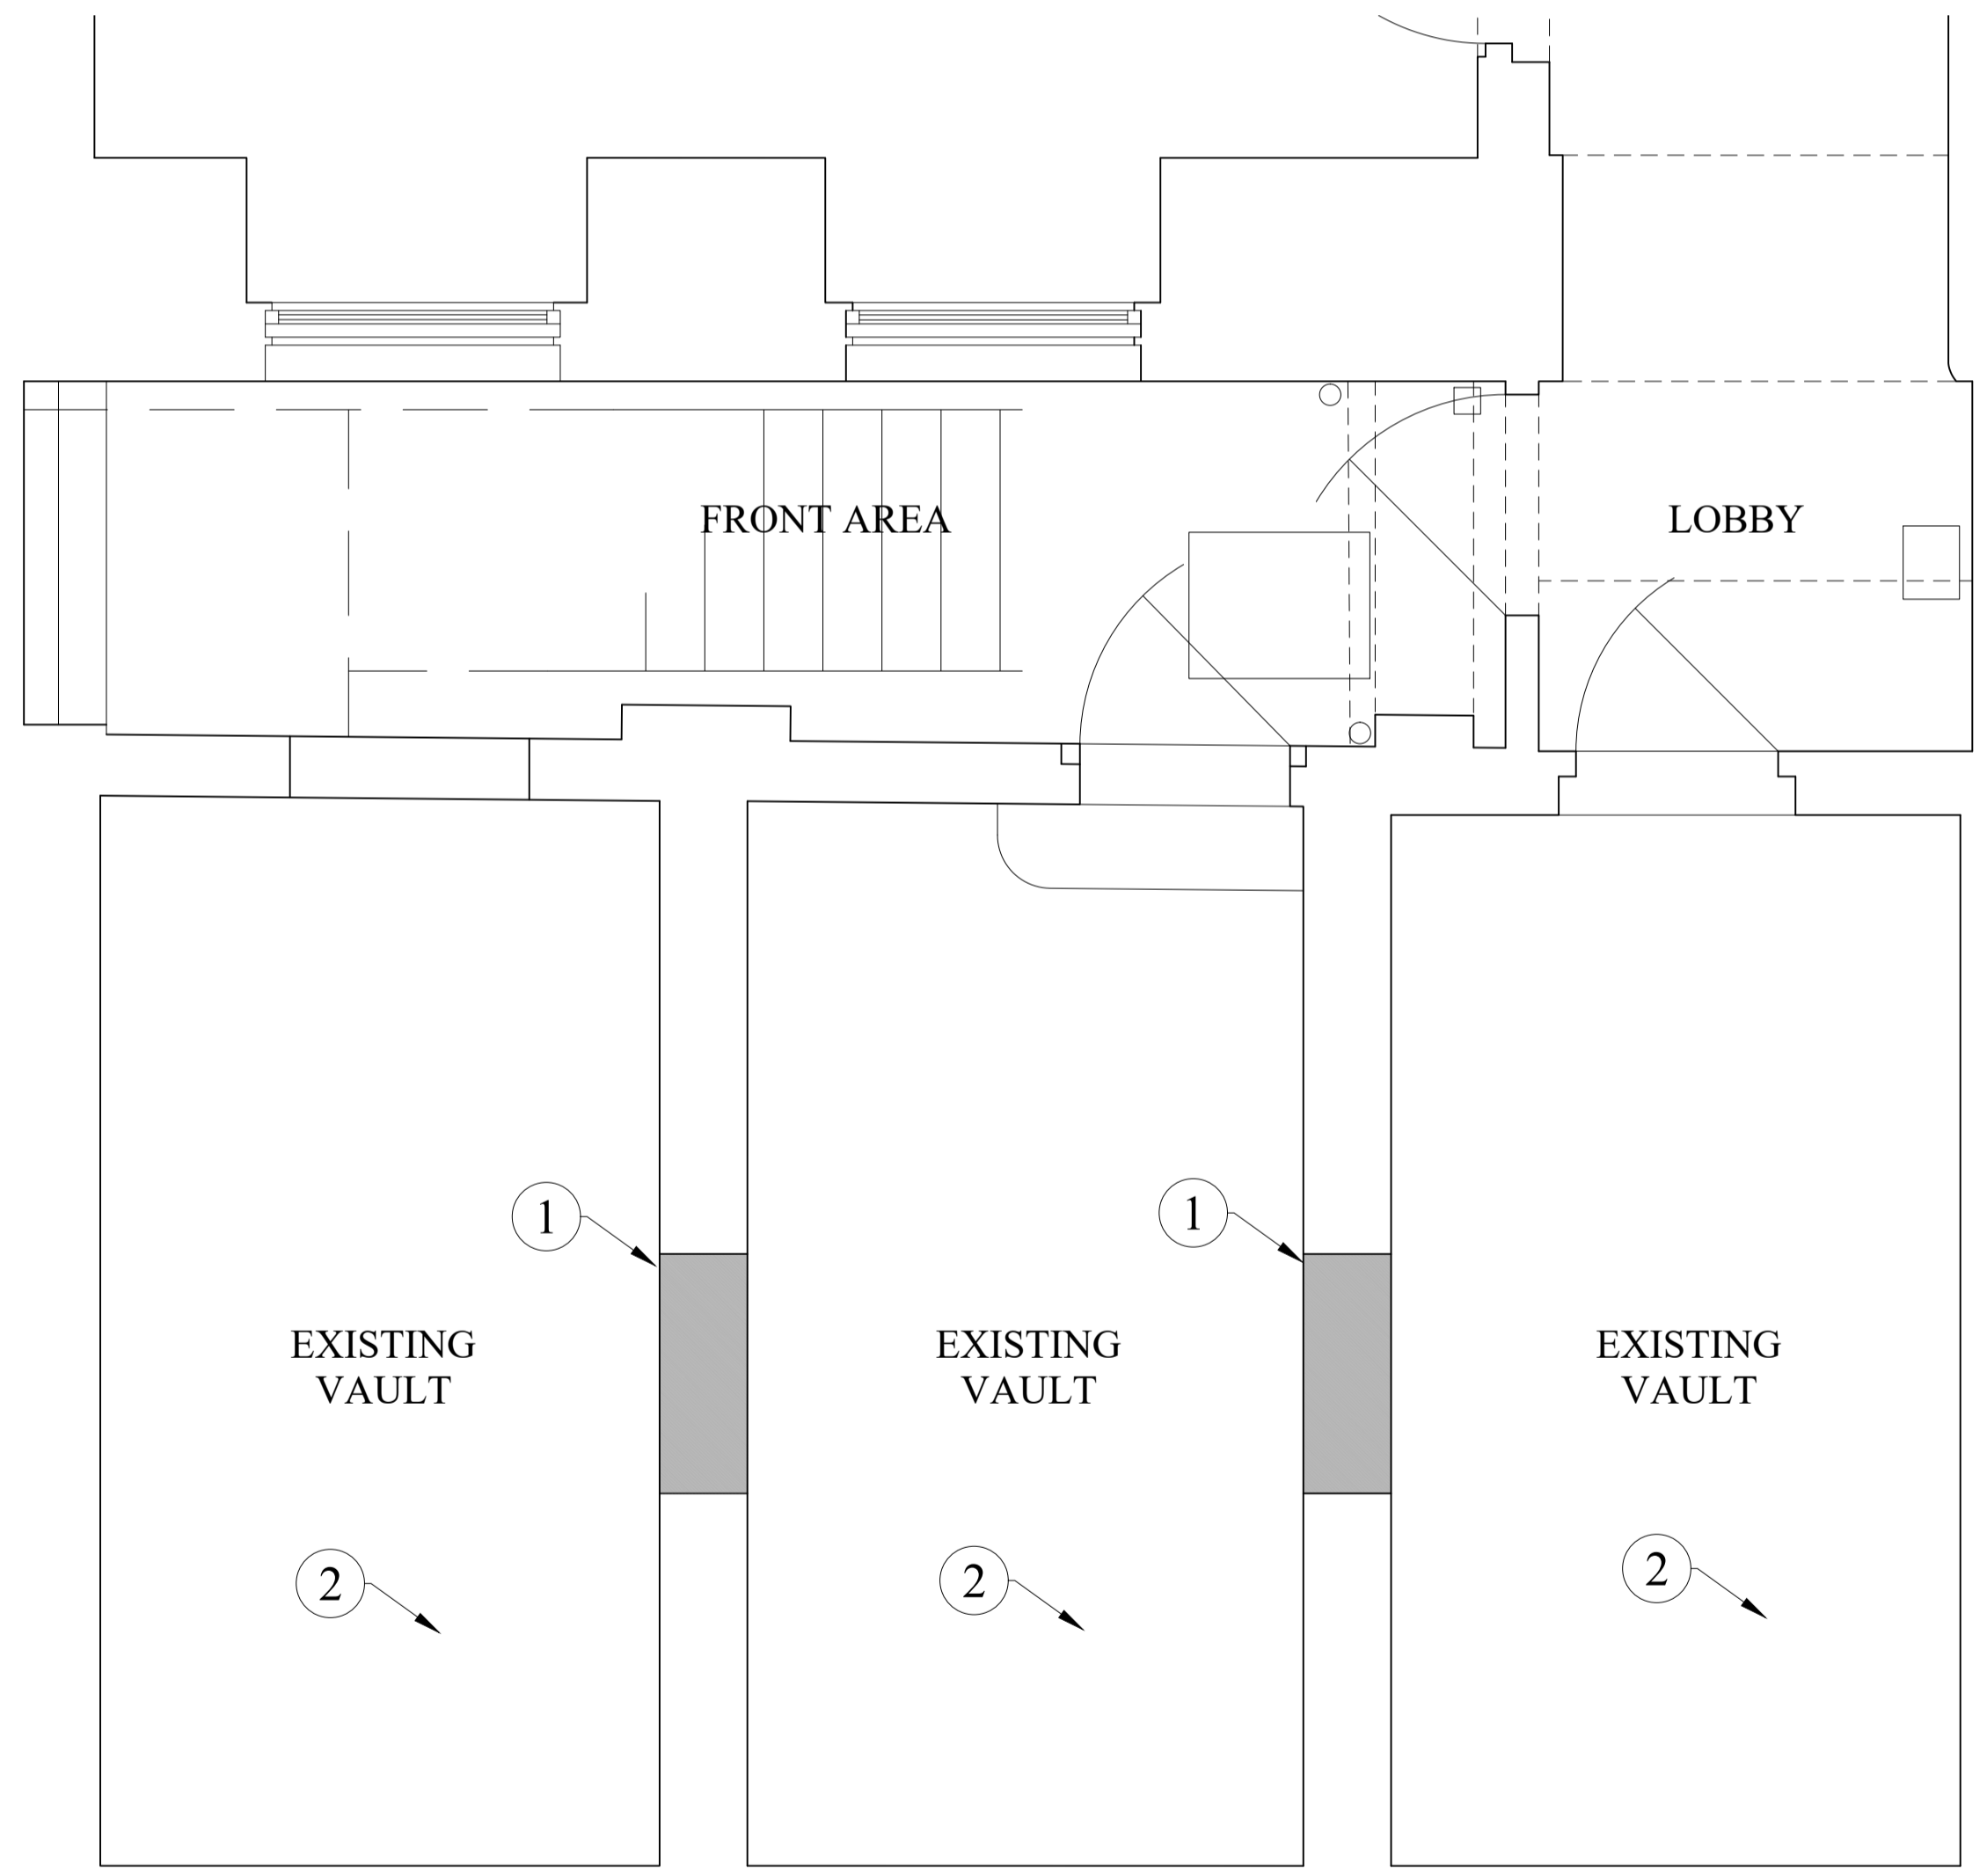 FRONT AREA
LOBBY
1
1
EXISTING
VAULT
EXISTING
VAULT
EXISTING
VAULT
2
2
2